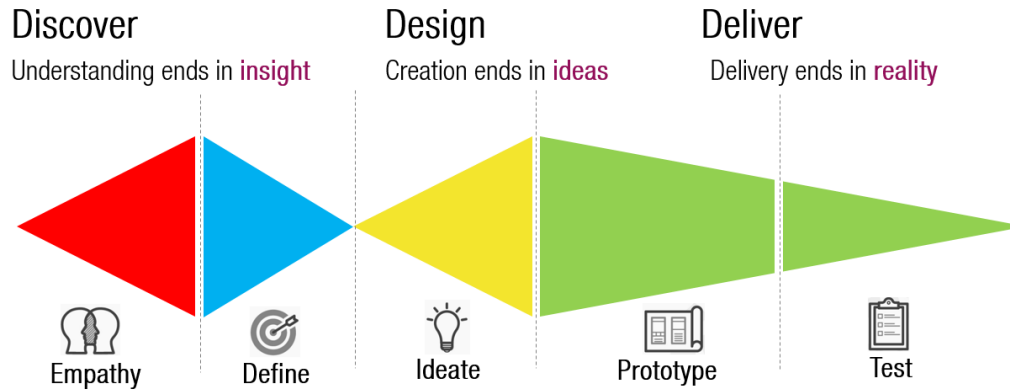 Discover
Understanding ends in insight
Design
Creation ends in ideas
Deliver
Delivery ends in reality
Empathy
Define
Ideate
Prototype
Test